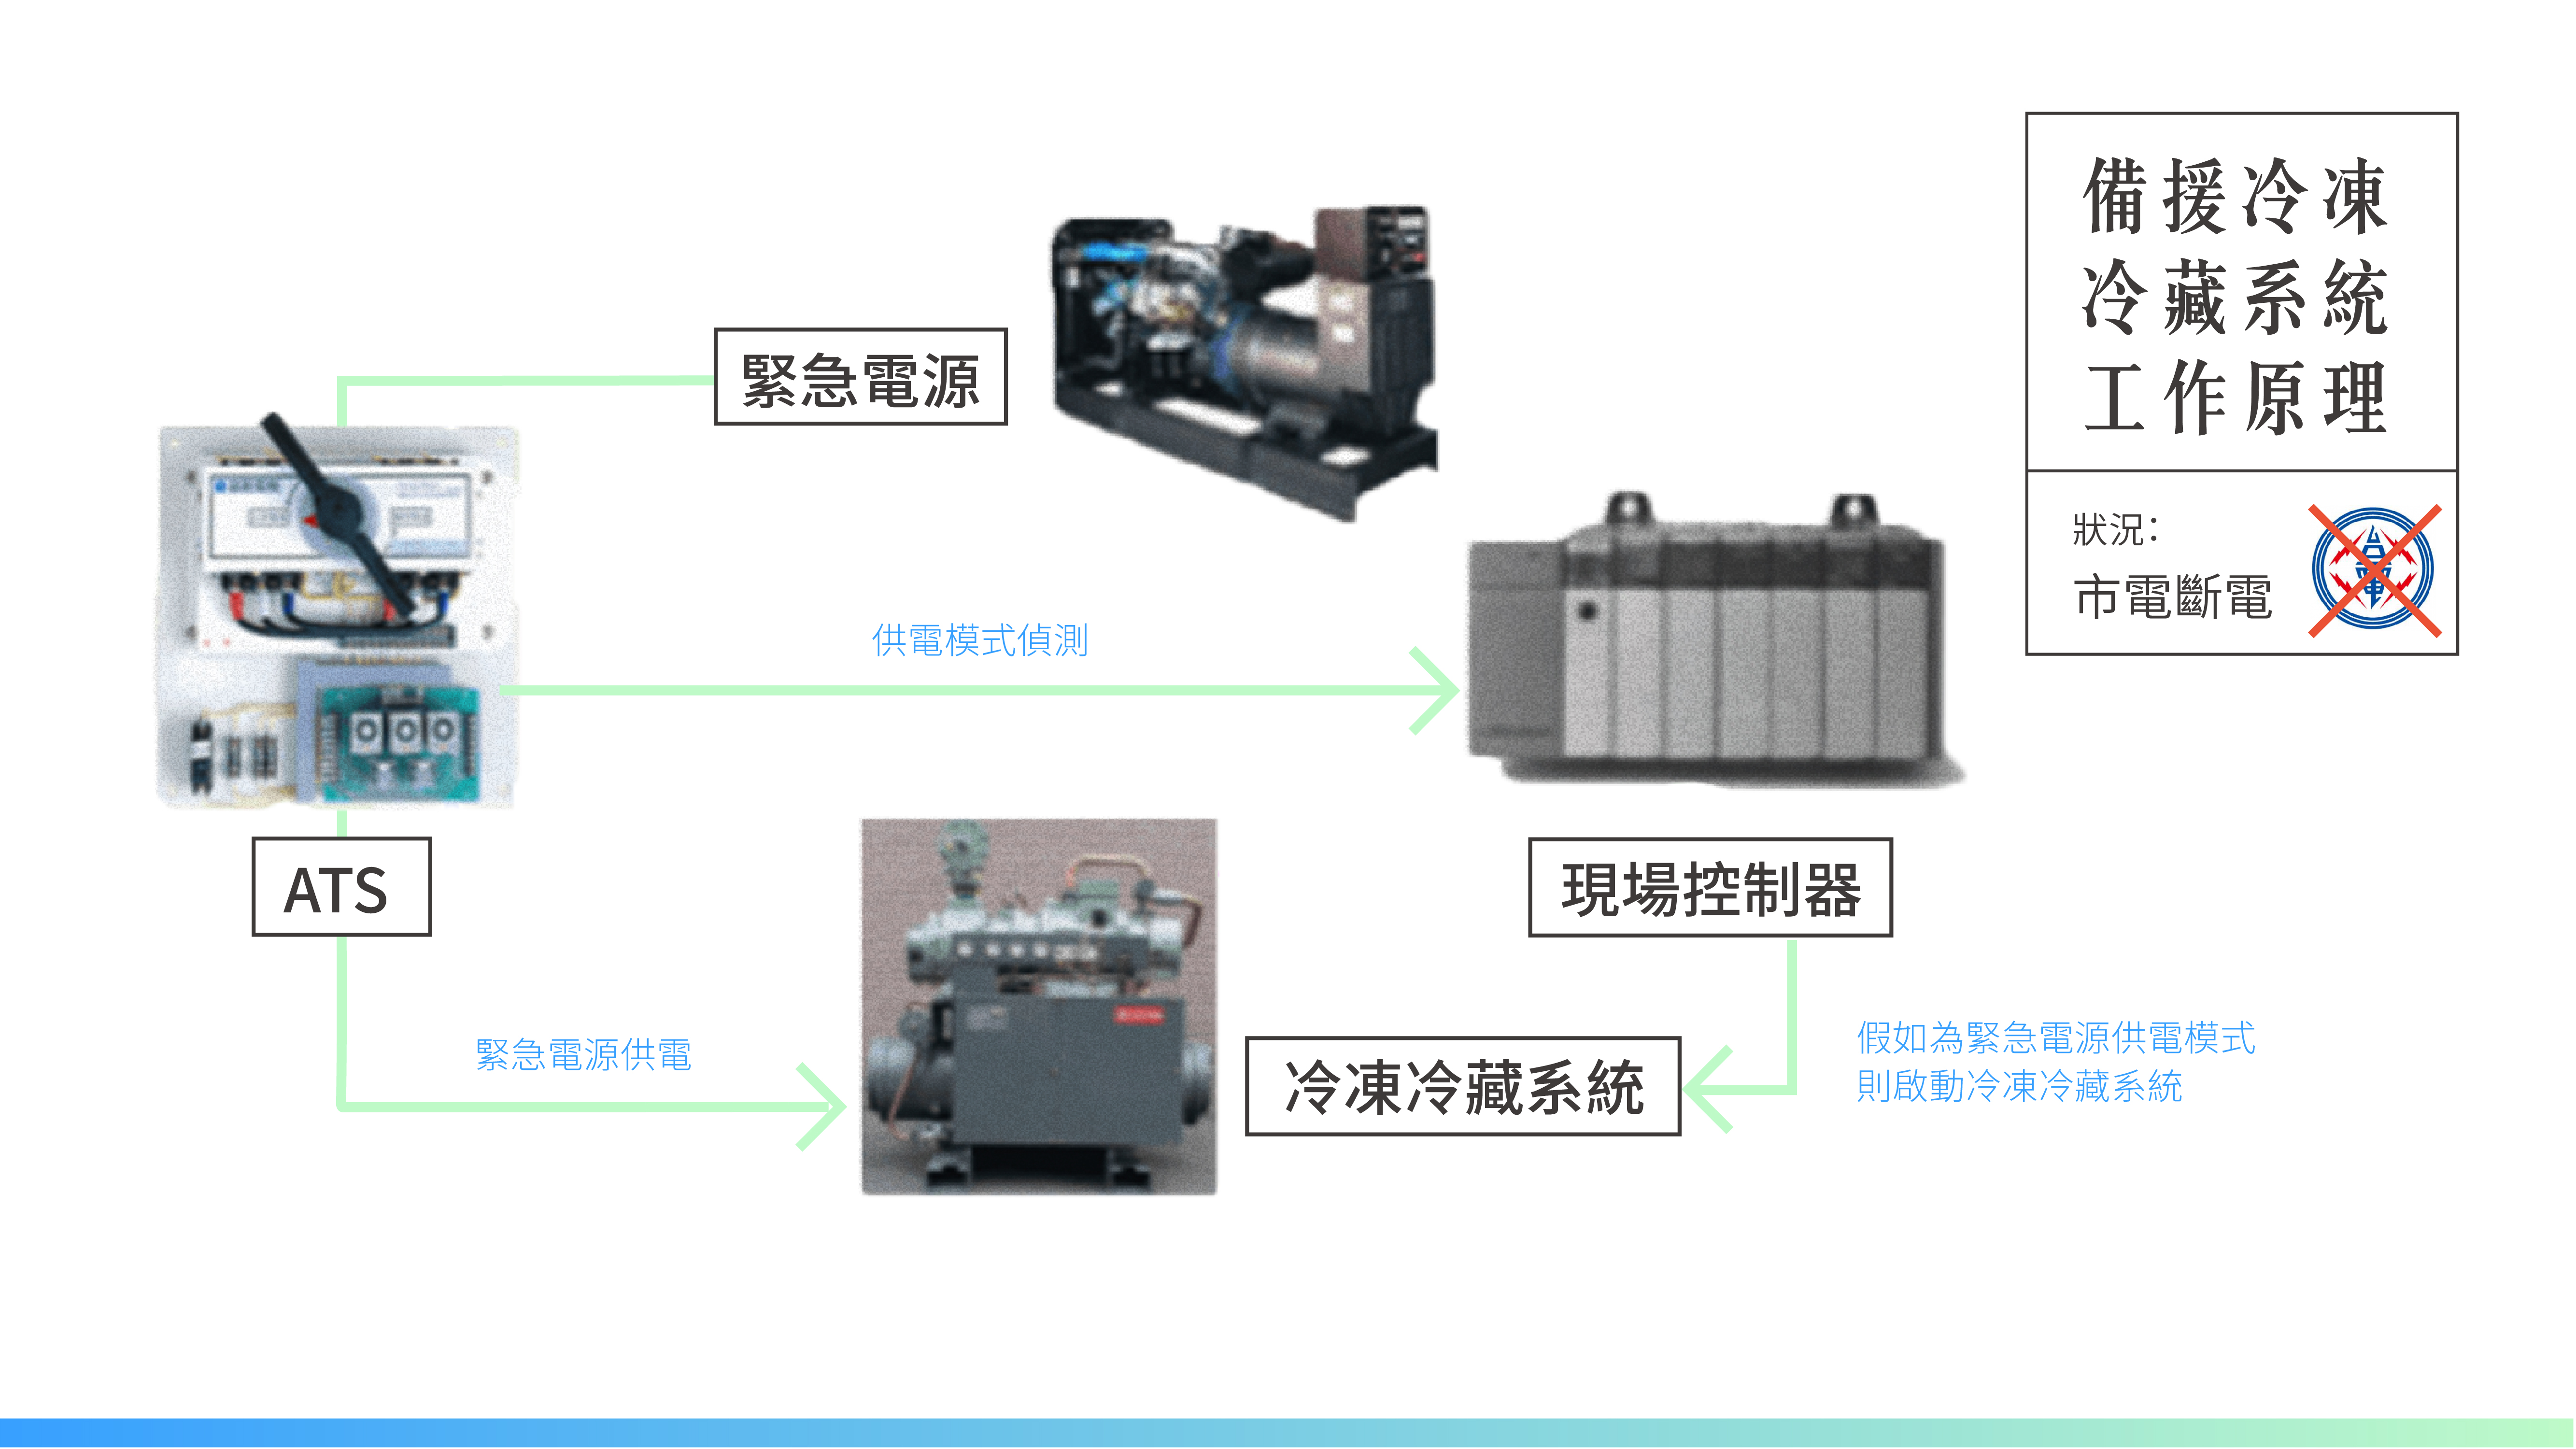 備援冷凍
冷藏系統
工作原理
狀況：
市電斷電
緊急電源
供電模式偵測
ATS
現場控制器
緊急電源供電
冷凍冷藏系統
假如為緊急電源供電模式
則啟動冷凍冷藏系統